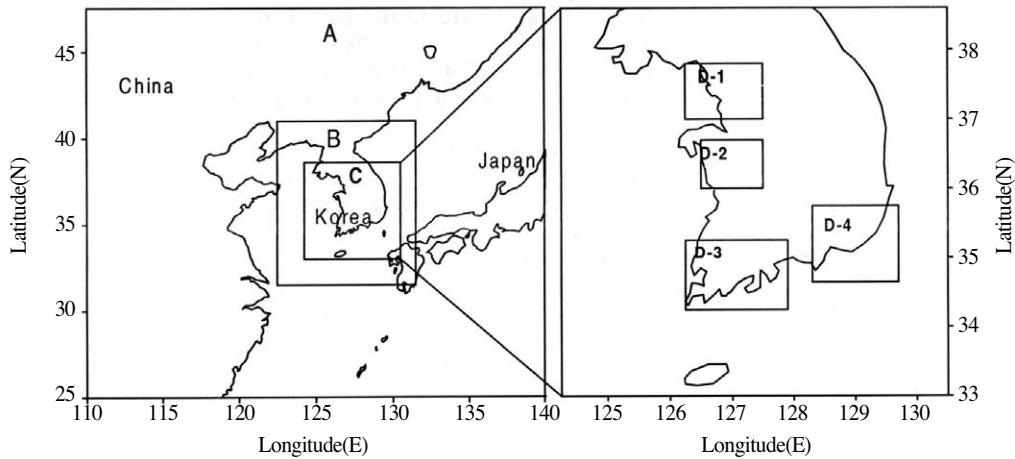 A
China
B
C
Korea
Japan
45
40
35
30
25
Latitude(N)
110
115
120
125
130
135
140
Longitude(E)
D-1
D-2
D-3
D-4
38
37
36
35
34
33
Latitude(N)
125
126
127
128
129
130
Longitude(E)